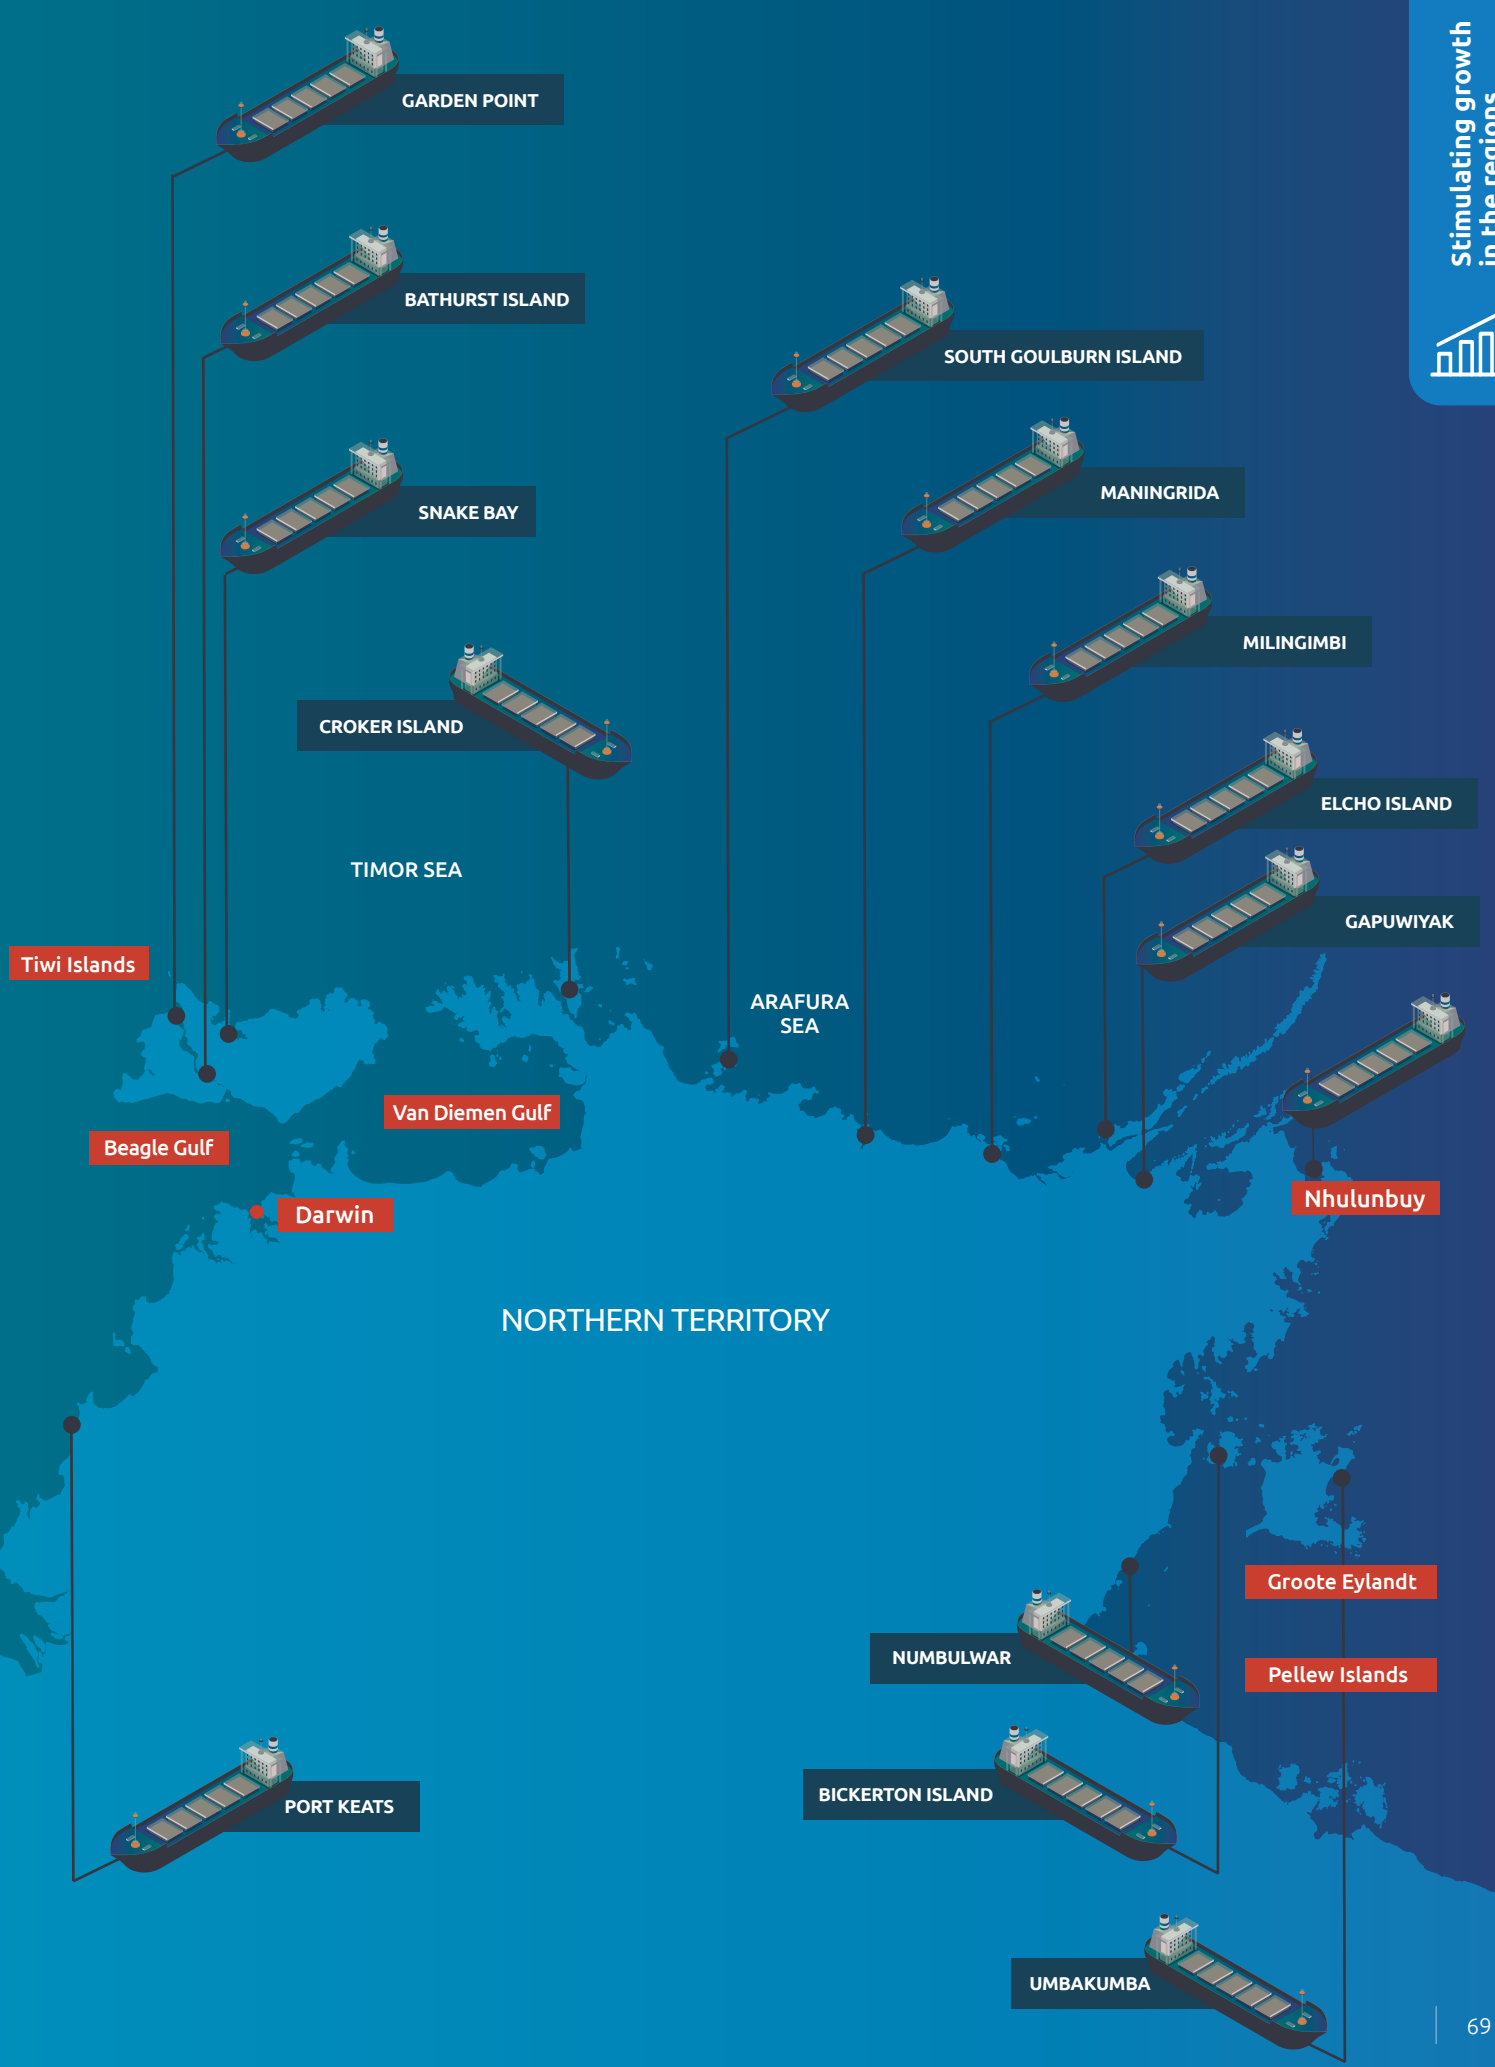 Stimulating growth
in the regions
GARDEN POINT
BATHURST ISLAND
SOUTH GOULBURN ISLAND
MANINGRIDA
SNAKE BAY
MILINGIMBI
CROKER ISLAND
ELCHO ISLAND
TIMOR SEA
GAPUWIYAK
Tiwi Islands
ARAFURA
SEA
Van Diemen Gulf
Beagle Gulf
Nhulunbuy
Darwin
NORTHERN TERRITORY
Groote Eylandt
NUMBULWAR
Pellew Islands
BICKERTON ISLAND
PORT KEATS
UMBAKUMBA
69